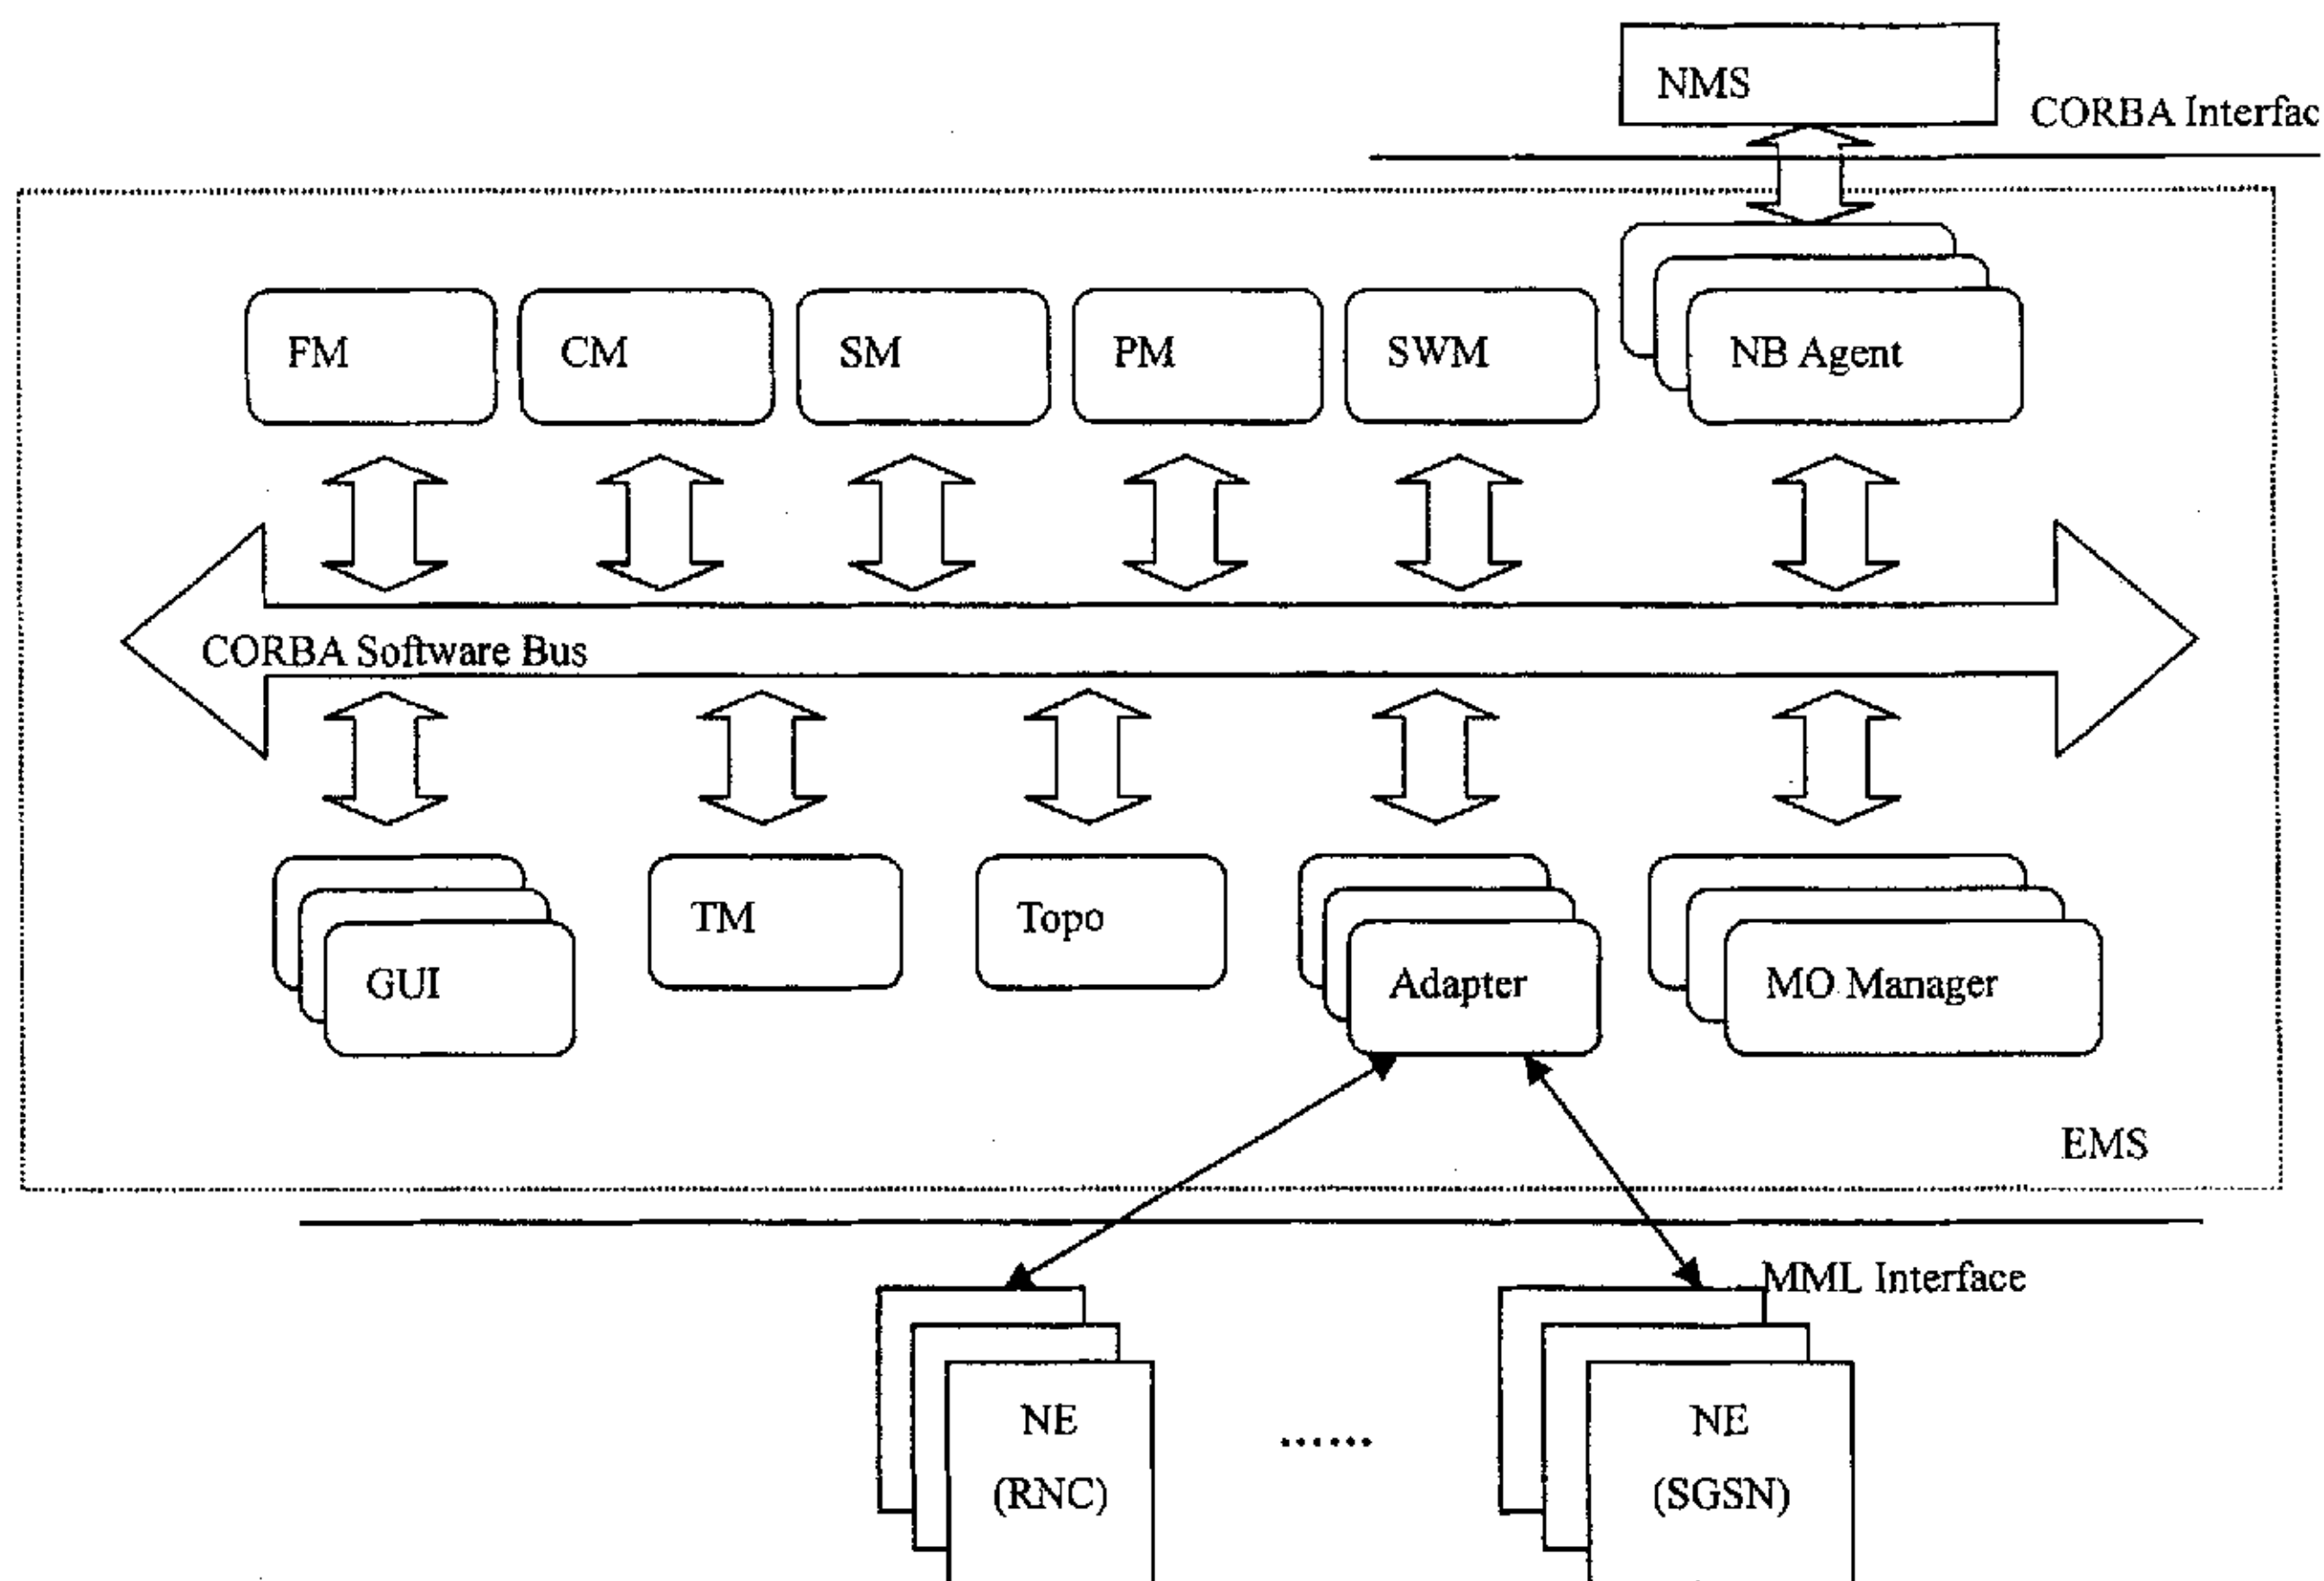 NMS
CORBA Interfac
FM
CM
SM
PM
SWM
NB Agent
CORBA Software Bus
GUI
TM
Topo
Adapter
MO Manager
EMS
MML Interface
NE
(RNC)
......
NE
(SGSN)